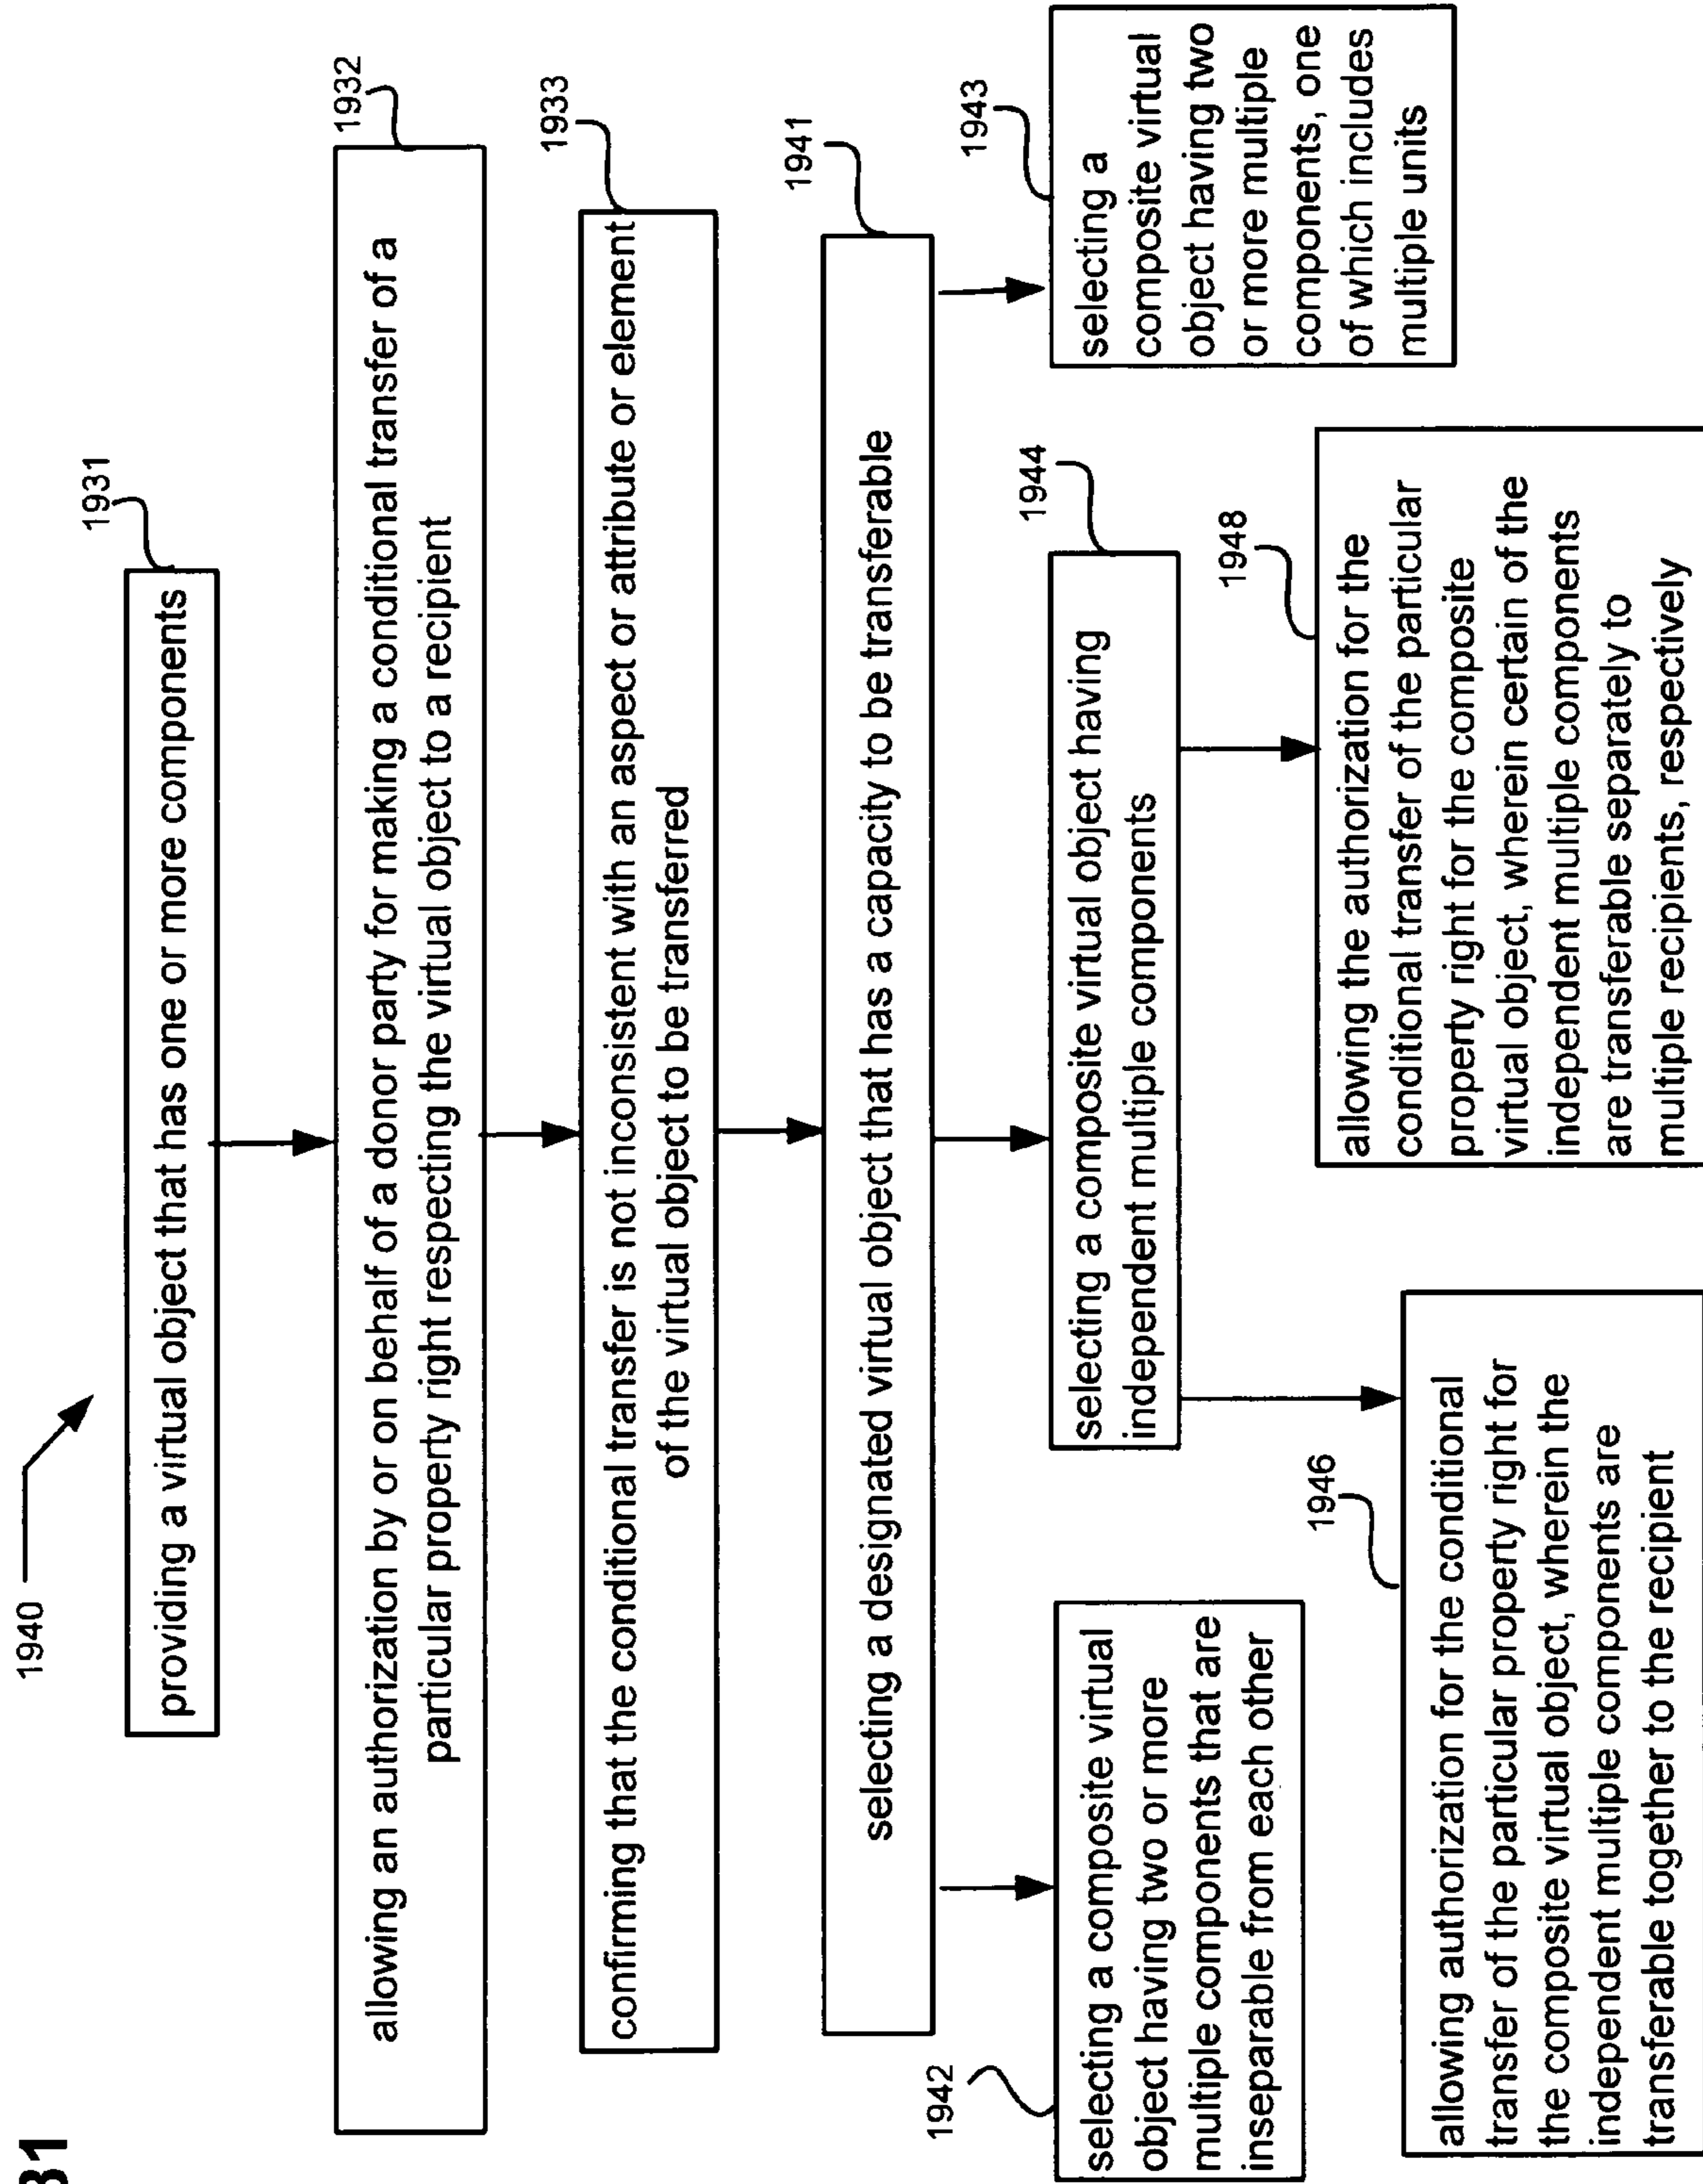 31
1940
1931
providing a virtual object that has one or more components
1932
allowing an authorization by or on behalf of a donor party for making a conditional transfer of a
particular property right respecting the virtual object to a recipient
1933
confirming that the conditional transfer is not inconsistent with an aspect or attribute or element
of the virtual object to be transferred
1941
selecting a designated virtual object that has a capacity to be transferable
1942
selecting a composite virtual
object having two or more
multiple components that are
inseparable from each other
1944
selecting a composite virtual object having
independent multiple components
1943
selecting a
composite virtual
object having two
or more multiple
components, one
of which includes
multiple units
1946
allowing authorization for the conditional
transfer of the particular property right for
the composite virtual object, wherein the
independent multiple components are
transferable together to the recipient
1948
allowing the authorization for the
conditional transfer of the particular
property right for the composite
virtual object, wherein certain of the
independent multiple components
are transferable separately to
multiple recipients, respectively